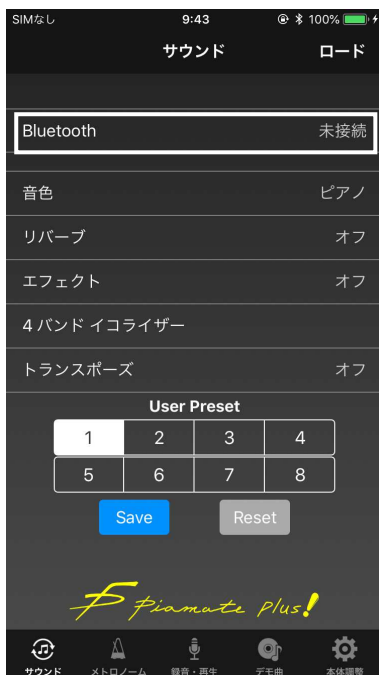 SIMなし 9:43 100%
サウンド ロード
Bluetooth 未接続
音色 ピアノ
リバーブ オフ
エフェクト オフ
4 バンド イコライザー
トランスポーズ オフ
User Preset
1 2 3 4
5 6 7 8
Save Reset
Piamate Plus!
サウンド メトロノーム 録音・再生 デモ曲 本体調整